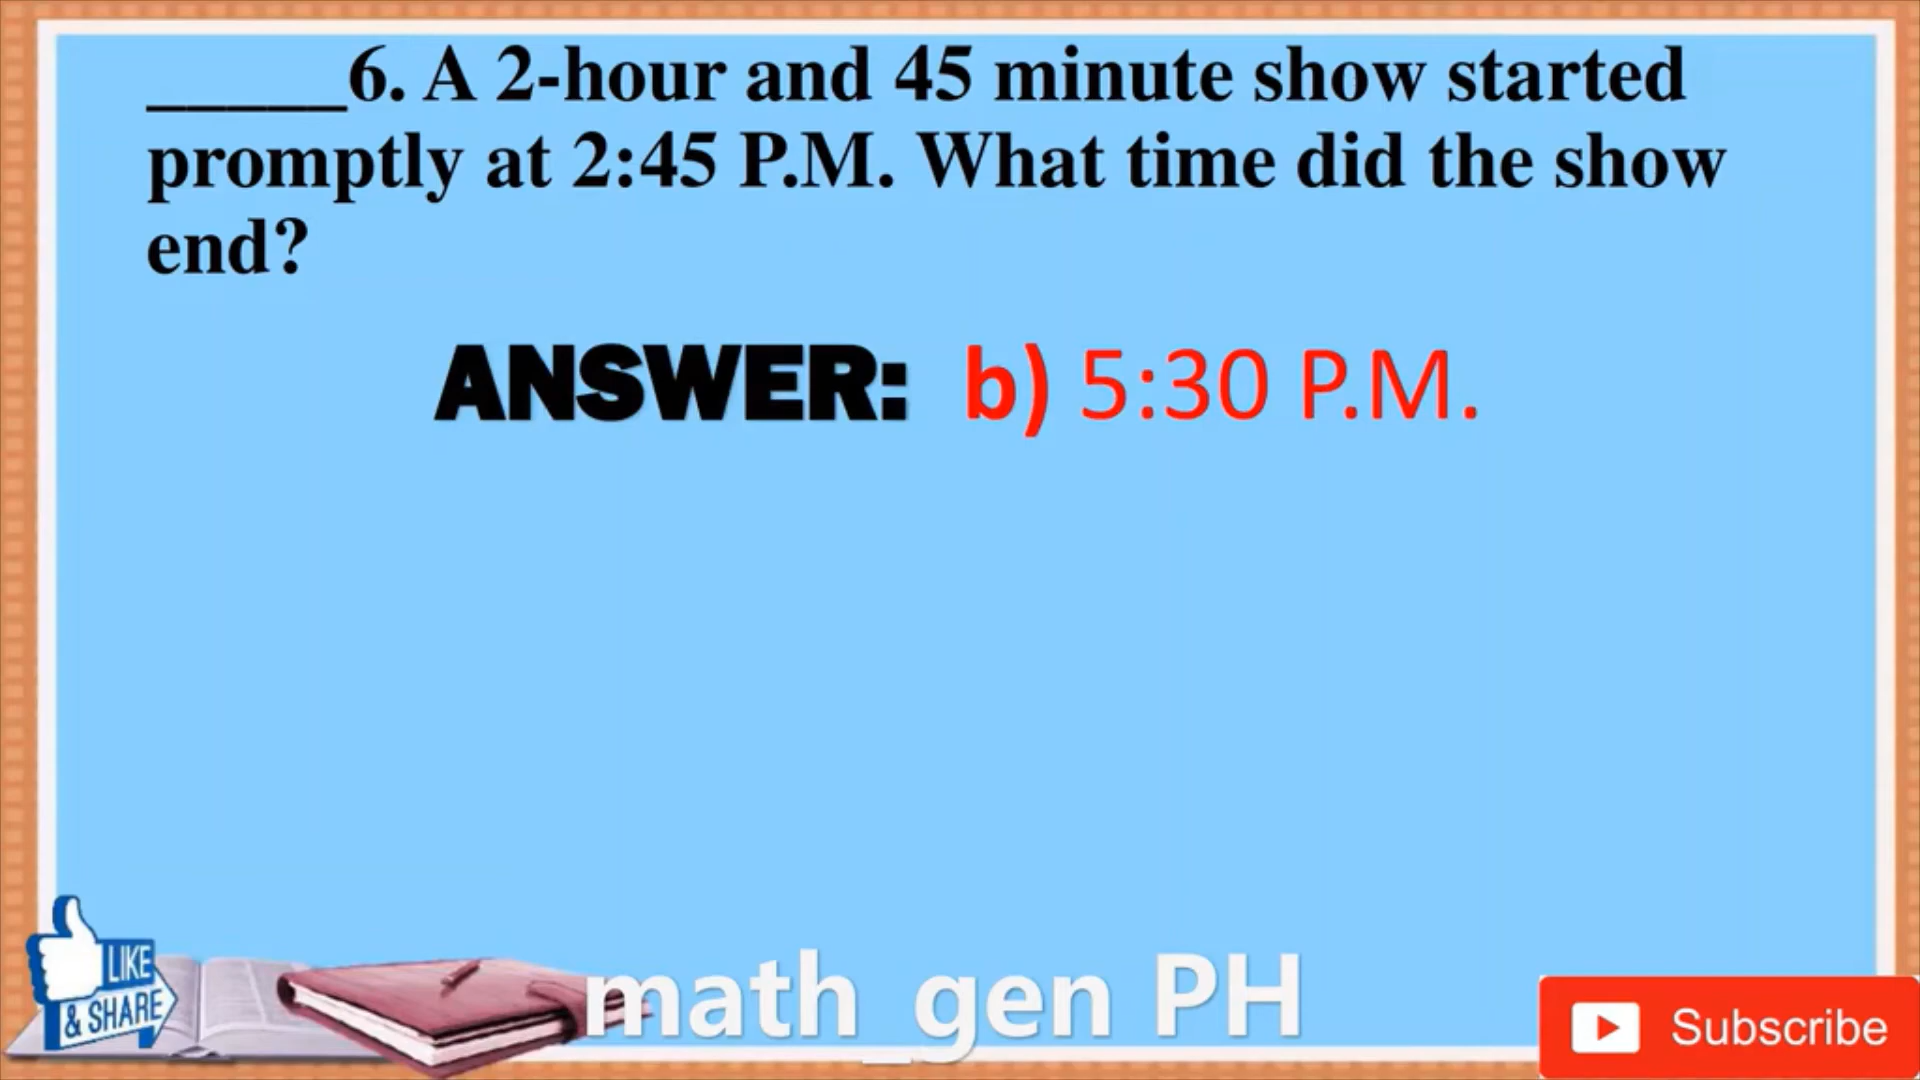 _____6. A 2-hour and 45 minute show started
promptly at 2:45 P.M. What time did the show
end?
ANSWER: b) 5:30 P.M.
LIKE
& SHARE
math_gen PH
Subscribe